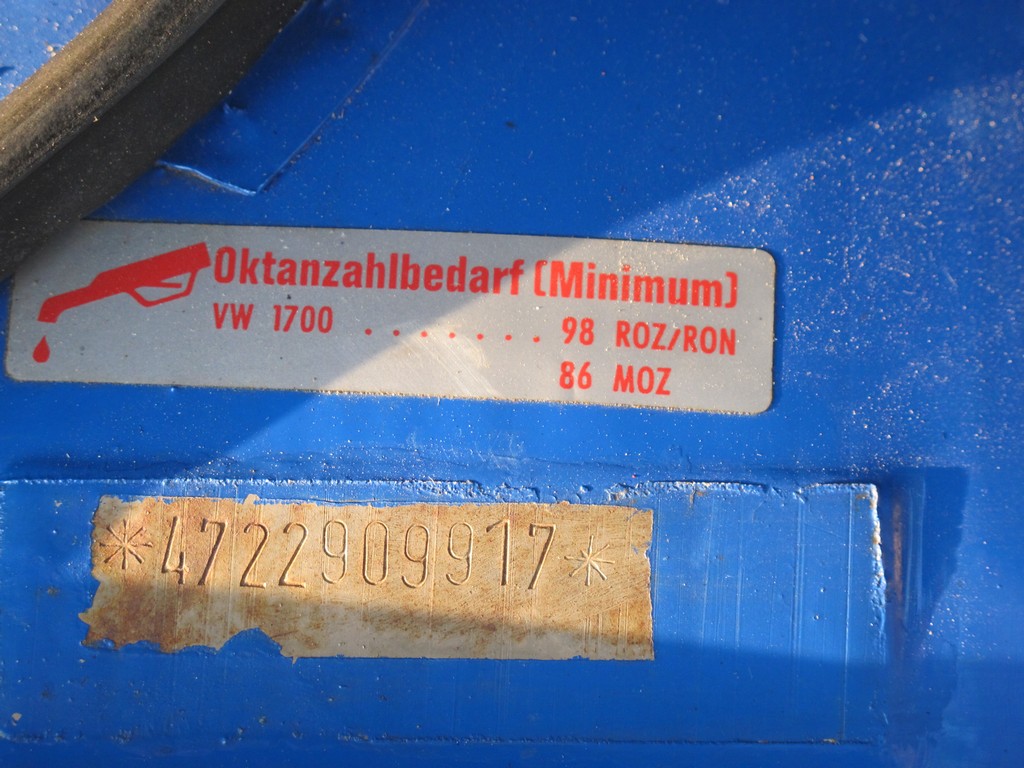 Oktanzahlbedarf (Minimum)
VW 1700 ....... 98 ROZ/RON
86 MOZ
*4722909917*